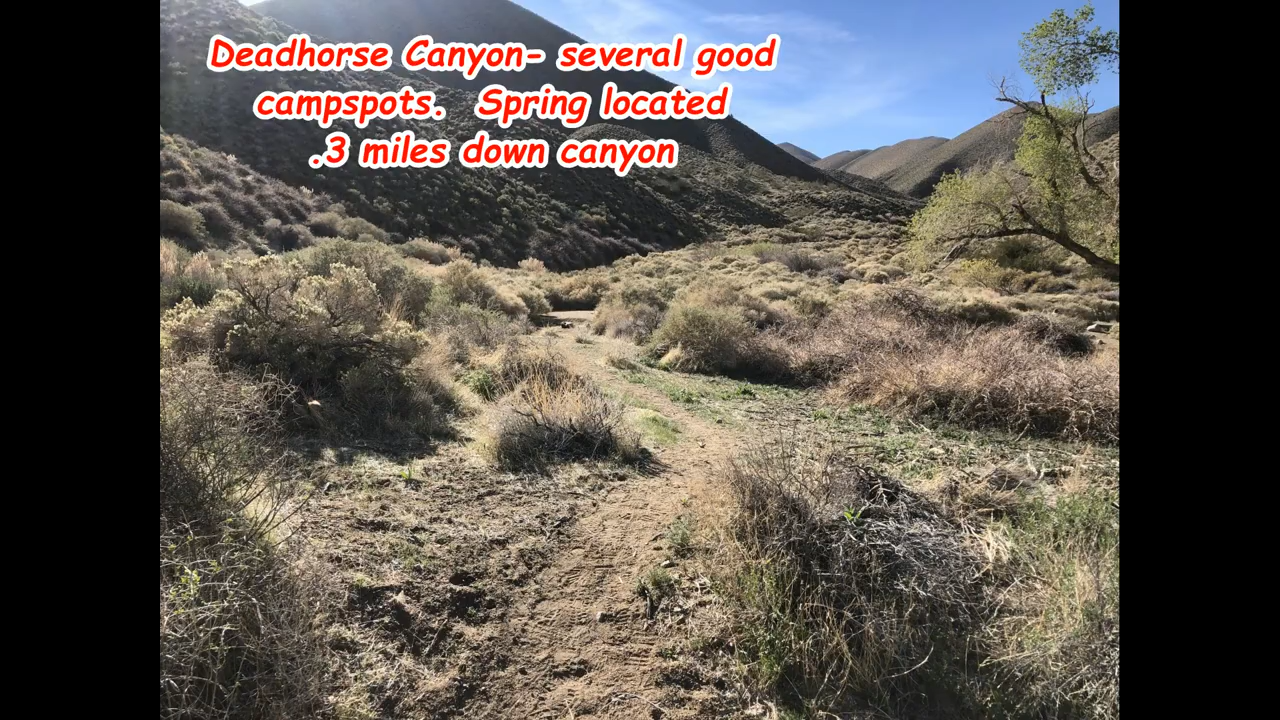 Deadhorse Canyon- several good
campspots.  Spring located
.3 miles down canyon